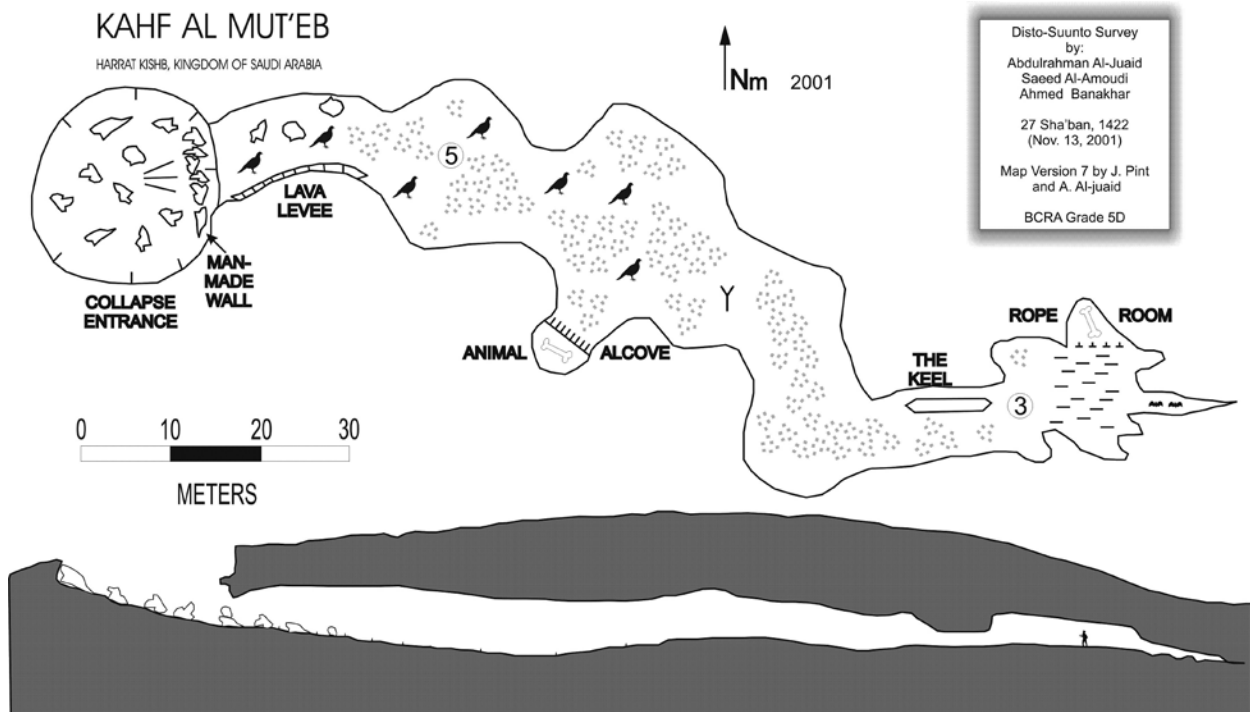 KAHF AL MUT'EB
HARRAT KISHB, KINGDOM OF SAUDI ARABIA
Nm 2001
Disto-Suunto Survey
by:
Abdulrahman Al-Juaid
Saeed Al-Amoudi
Ahmed Banakhar
27 Sha'ban, 1422
(Nov. 13, 2001)
Map Version 7 by J. Pint
and A. Al-juaid
BCRA Grade 5D
5
LAVA
LEVEE
MAN-
MADE
WALL
COLLAPSE
ENTRANCE
ANIMAL ALCOVE
Y
THE
KEEL
ROPE ROOM
3
0 10 20 30
METERS